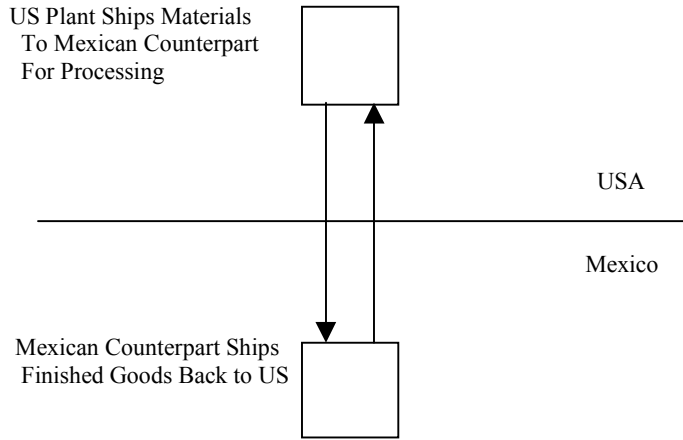 US Plant Ships Materials
To Mexican Counterpart
For Processing
USA
Mexico
Mexican Counterpart Ships
Finished Goods Back to US